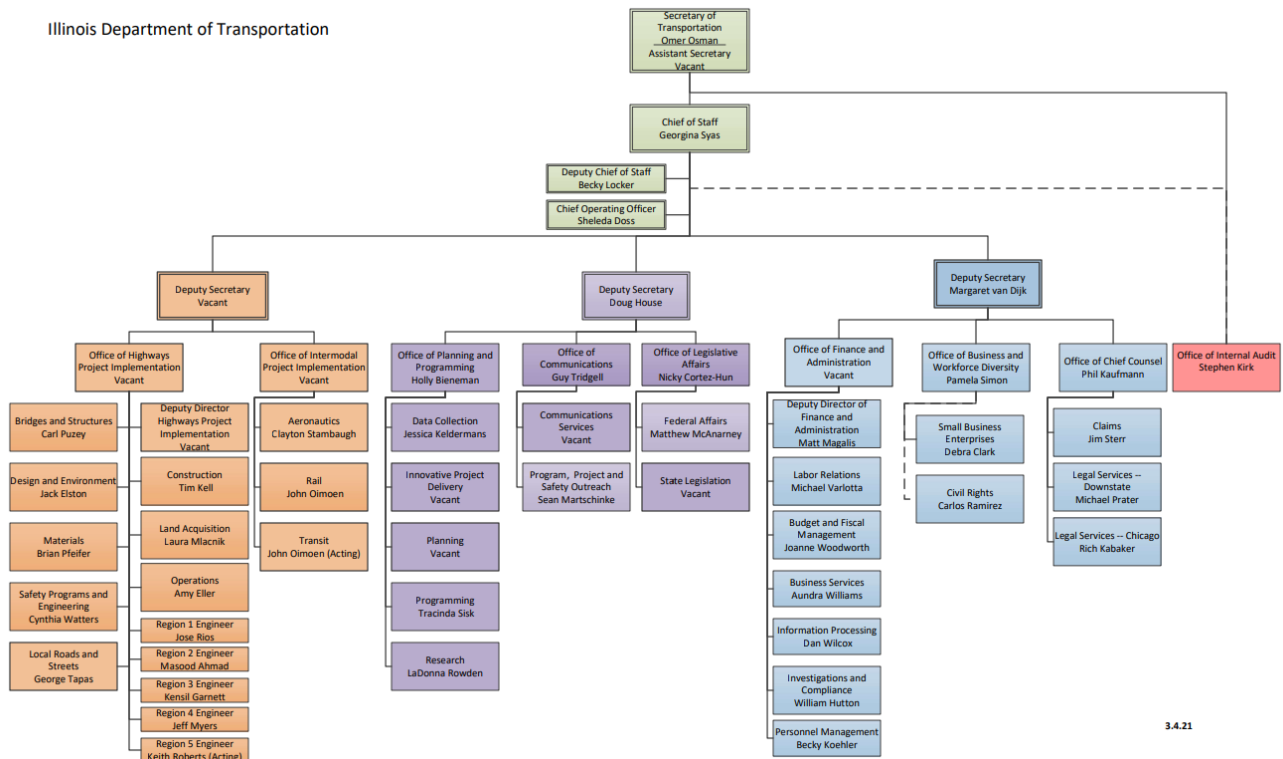 Illinois Department of Transportation
Secretary of
Transportation
Omer Osman
Assistant Secretary
Vacant
Chief of Staff
Georgina Syas
Deputy Chief of Staff
Becky Locker
Chief Operating Officer
Sheleda Doss
Deputy Secretary
Vacant
Deputy Secretary
Doug House
Deputy Secretary
Margaret van Dijk
Office of Highways
Project Implementation
Vacant
Office of Intermodal
Project Implementation
Vacant
Office of Planning and
Programming
Holly Bieneman
Office of
Communications
Guy Tridgell
Office of Legislative
Affairs
Nicky Cortez-Hun
Office of Finance and
Administration
Vacant
Office of Business and
Workforce Diversity
Pamela Simon
Office of Chief Counsel
Phil Kaufmann
Office of Internal Audit
Stephen Kirk
Bridges and Structures
Carl Puzey
Design and Environment
Jack Elston
Materials
Brian Pfeifer
Safety Programs and
Engineering
Cynthia Watters
Local Roads and
Streets
George Tapas
Deputy Director
Highways Project
Implementation
Vacant
Construction
Tim Kell
Land Acquisition
Laura Mlacnik
Operations
Amy Eller
Region 1 Engineer
Jose Rios
Region 2 Engineer
Masood Ahmad
Region 3 Engineer
Kensil Garnett
Region 4 Engineer
Jeff Myers
Region 5 Engineer
Keith Roberts (Acting)
Aeronautics
Clayton Stambaugh
Rail
John Oimoen
Transit
John Oimoen (Acting)
Data Collection
Jessica Keldermans
Innovative Project
Delivery
Vacant
Planning
Vacant
Programming
Tracinda Sisk
Research
LaDonna Rowden
Communications
Services
Vacant
Program, Project and
Safety Outreach
Sean Martschinke
Federal Affairs
Matthew McAnarney
State Legislation
Vacant
Deputy Director of
Finance and
Administration
Matt Magalis
Labor Relations
Michael Varlotta
Budget and Fiscal
Management
Joanne Woodworth
Business Services
Aundra Williams
Information Processing
Dan Wilcox
Investigations and
Compliance
William Hutton
Personnel Management
Becky Koehler
Small Business
Enterprises
Debra Clark
Civil Rights
Carlos Ramirez
Claims
Jim Sterr
Legal Services --
Downstate
Michael Prater
Legal Services -- Chicago
Rich Kabaker
3.4.21